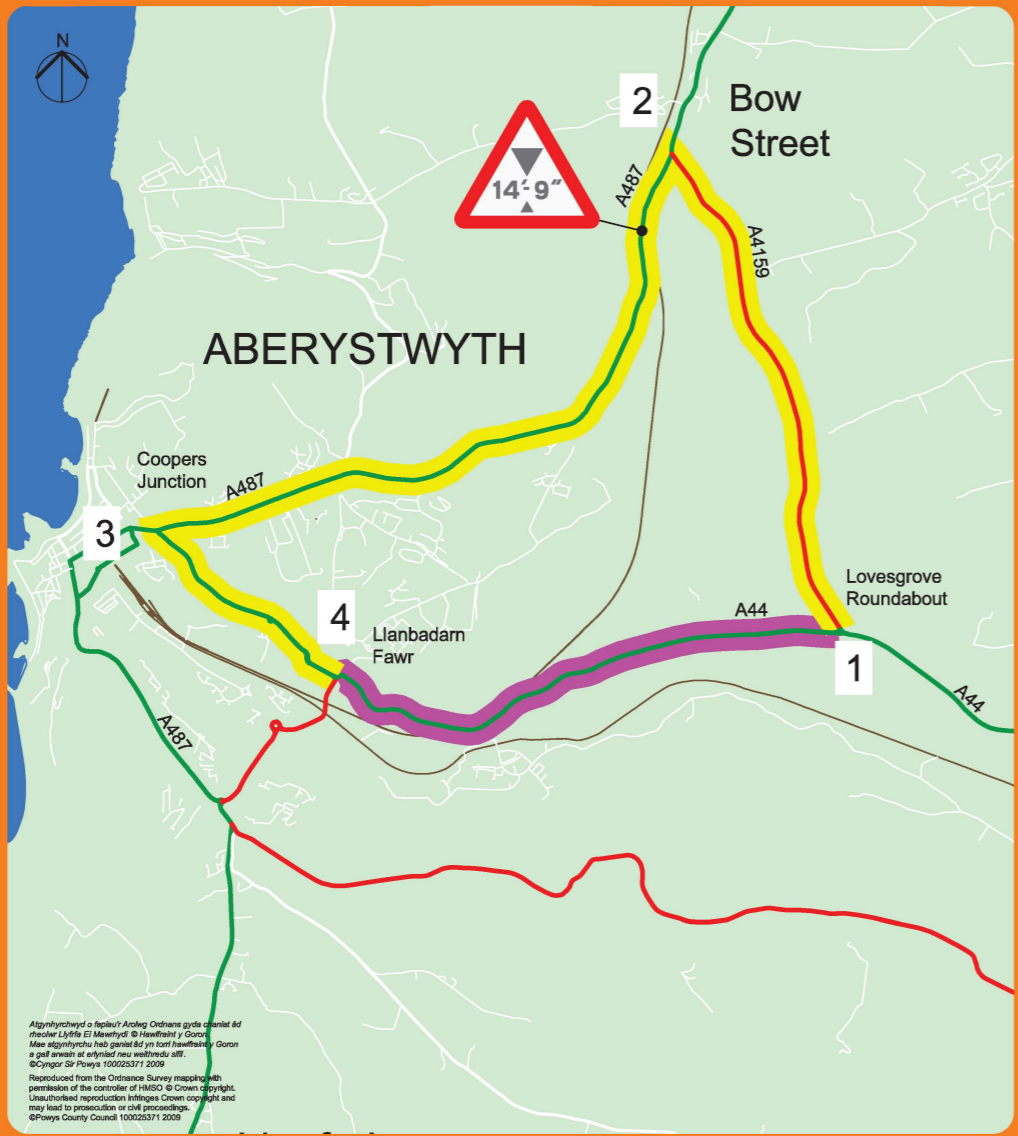 N
2
Bow
Street
14'-9"
A487
A4159
ABERYSTWYTH
Coopers
Junction
A487
3
Lovesgrove
Roundabout
4
A44
Llanbadarn
Fawr
1
A44
A487
Atgynhyrchwyd o fapiau'r Arolwg Ordnans gyda chaniat êd
rheolwr Llyfrfa Ei Mawrhydi © Hawlfraint y Goron.
Mae atgynhyrchu heb ganiat êd yn torri hawlfraint y Goron
a gall arwain at erlyniad neu weithredu sifil.
©Cyngor Sir Powys 100025371 2009
Reproduced from the Ordnance Survey mapping with
permission of the controller of HMSO © Crown copyright.
Unauthorised reproduction infringes Crown copyright and
may lead to prosecution or civil proceedings.
©Powys County Council 100025371 2009